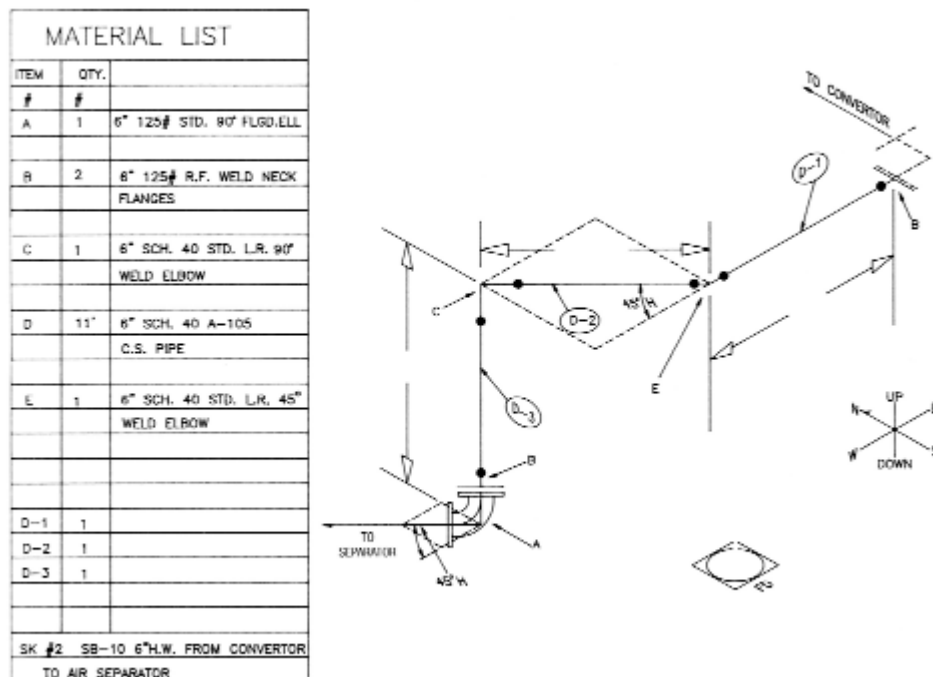 MATERIAL LIST
ITEM QTY.
# #
A 1 6" 125# STD. 90° FLGD.ELL
B 2 6" 125# R.F. WELD NECK
FLANGES
C 1 6" SCH. 40 STD. L.R. 90°
WELD ELBOW
D 11' 6" SCH. 40 A-105
C.S. PIPE
E 1 6" SCH. 40 STD. L.R. 45°
WELD ELBOW
D-1 1
D-2 1
D-3 1
SK #2 SB-10 6"H.W. FROM CONVERTOR
TO AIR SEPARATOR
TO CONVERTOR
D-1
B
C
D-2
45° H
E
D-3
B
A
TO
SEPARATOR
45° H
UP
N
W
DOWN